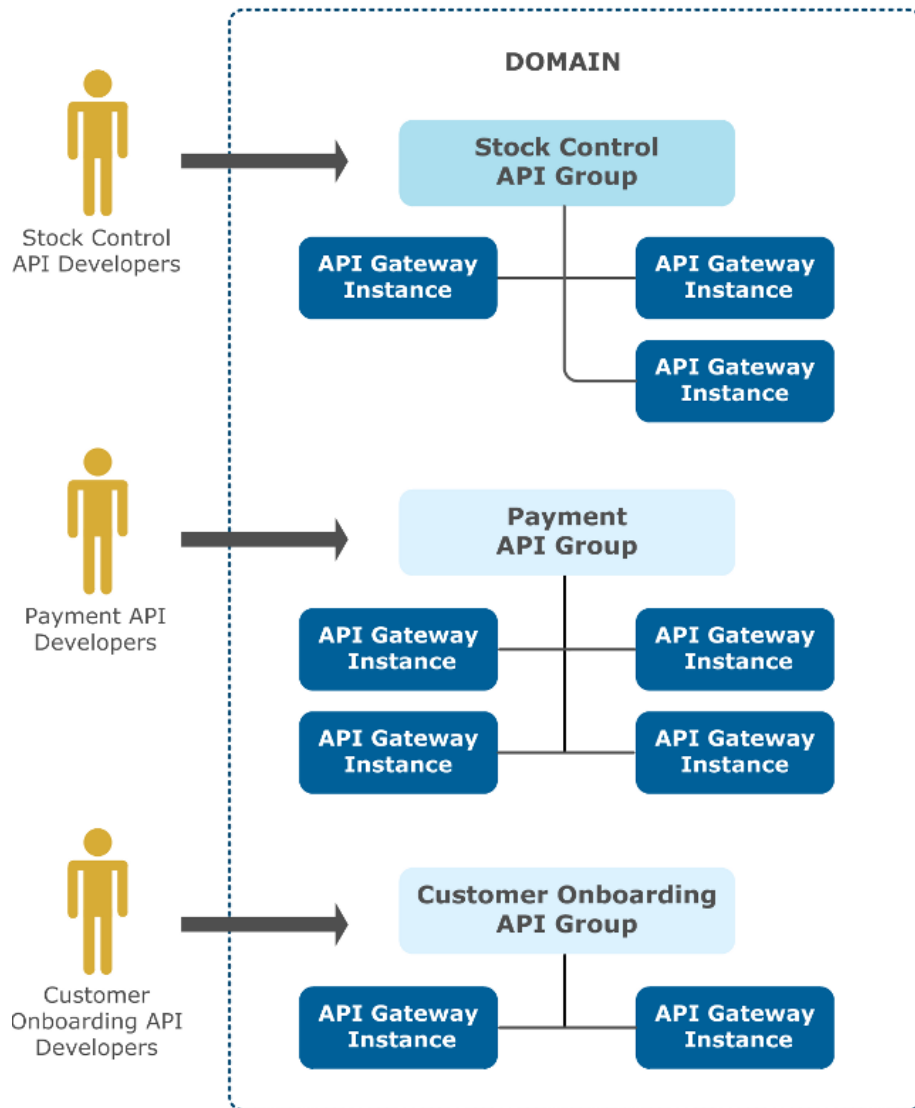 DOMAIN
Stock Control
API Group
Stock Control
API Developers
API Gateway
Instance
API Gateway
Instance
API Gateway
Instance
Payment
API Group
Payment API
Developers
API Gateway
Instance
API Gateway
Instance
API Gateway
Instance
API Gateway
Instance
Customer Onboarding
API Group
Customer
Onboarding API
Developers
API Gateway
Instance
API Gateway
Instance